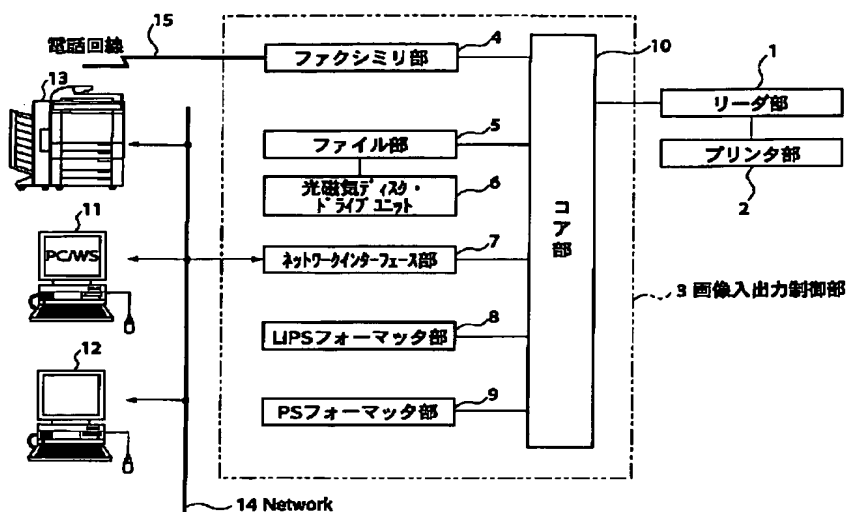 電話回線
15
ファクシミリ部
4
10
1
リーダ部
13
ファイル部
5
プリンタ部
2
光磁気ディスク・
ドライブ ユニット
6
コア部
11
PC/WS
ネットワークインターフェース部
7
3 画像入出力制御部
LIPSフォーマッタ部
8
12
PSフォーマッタ部
9
14 Network